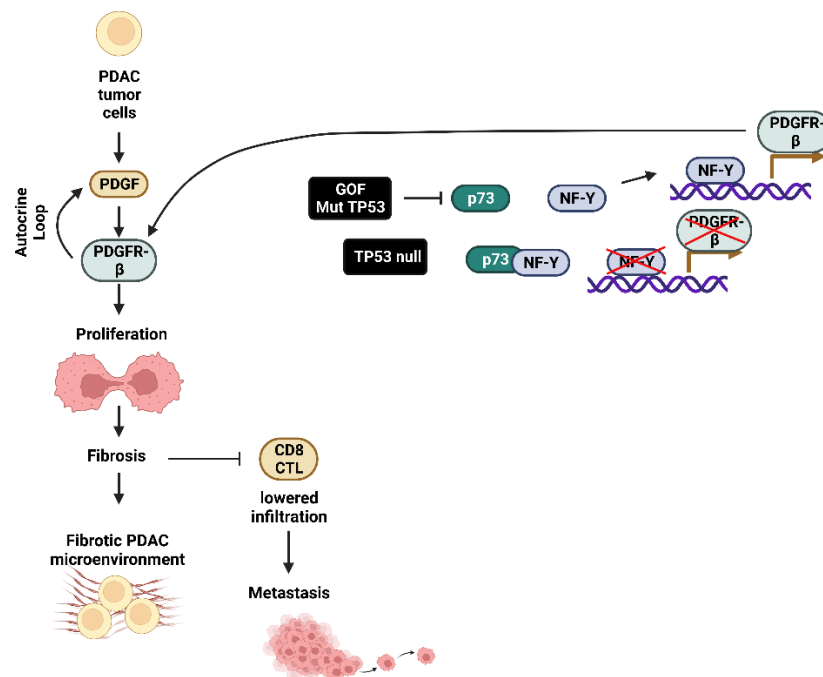 PDAC
tumor
cells
PDGF
Autocrine
Loop
PDGFR-
β
Proliferation
Fibrosis
Fibrotic PDAC
microenvironment
CD8
CTL
lowered
infiltration
Metastasis
GOF
Mut TP53
p73
NF-Y
NF-Y
PDGFR-
β
TP53 null
p73
NF-Y
NF-Y
PDGFR-
β